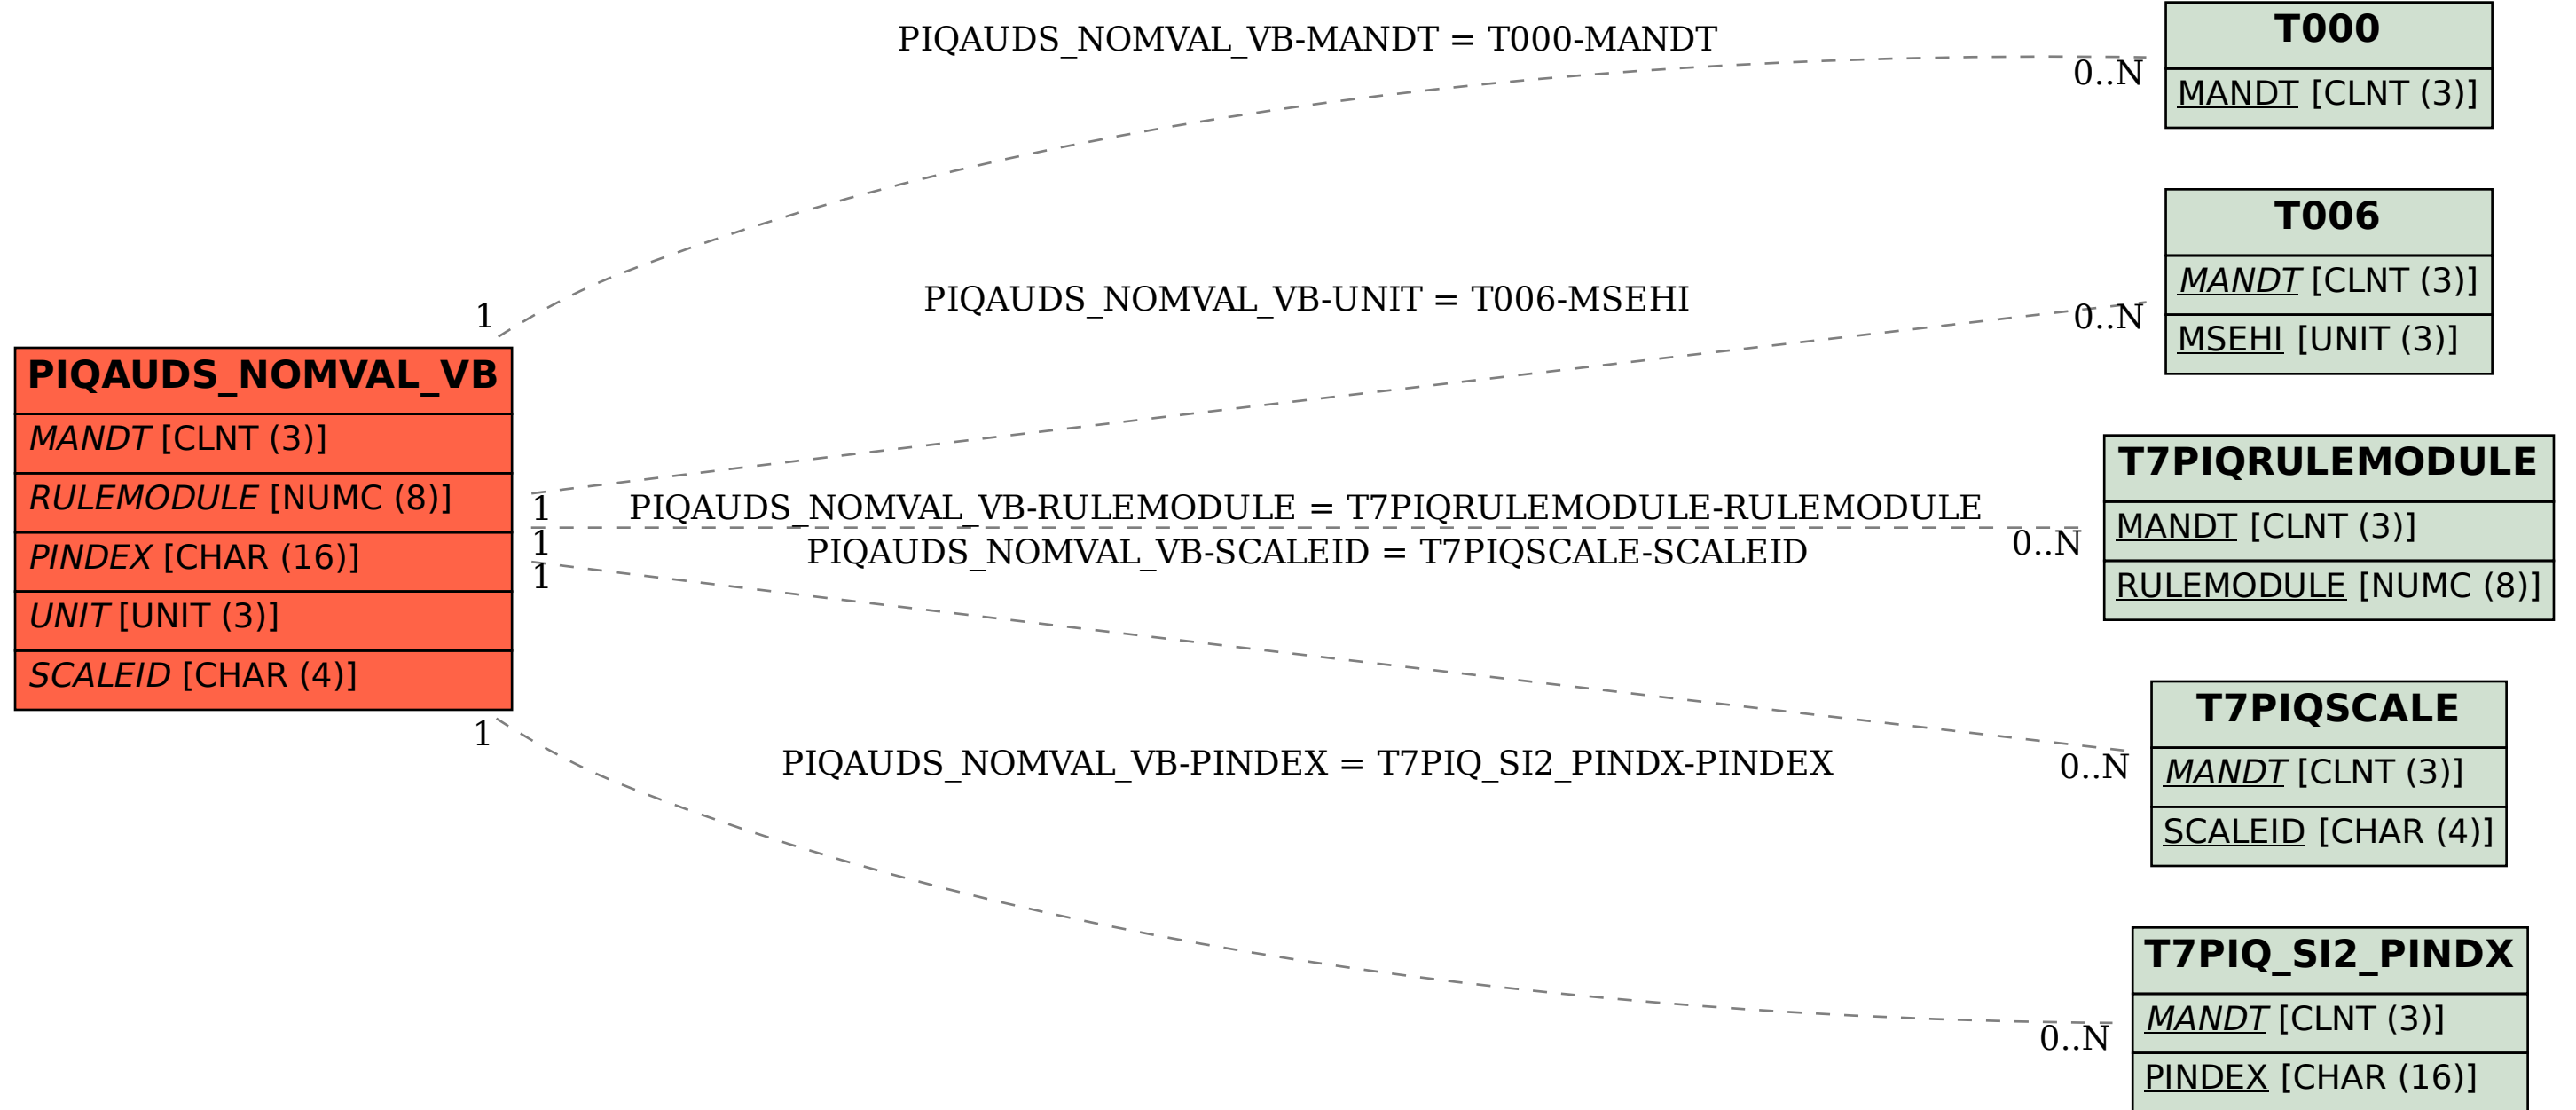 PIQAUDS_NOMVAL_VB-MANDT = T000-MANDT
1
0..N
T000
MANDT [CLNT (3)]
PIQAUDS_NOMVAL_VB-UNIT = T006-MSEHI
1
0..N
T006
MANDT [CLNT (3)]
MSEHI [UNIT (3)]
PIQAUDS_NOMVAL_VB
MANDT [CLNT (3)]
RULEMODULE [NUMC (8)]
PINDEX [CHAR (16)]
UNIT [UNIT (3)]
SCALEID [CHAR (4)]
PIQAUDS_NOMVAL_VB-RULEMODULE = T7PIQRULEMODULE-RULEMODULE
1
0..N
T7PIQRULEMODULE
MANDT [CLNT (3)]
RULEMODULE [NUMC (8)]
PIQAUDS_NOMVAL_VB-SCALEID = T7PIQSCALE-SCALEID
1
0..N
T7PIQSCALE
MANDT [CLNT (3)]
SCALEID [CHAR (4)]
PIQAUDS_NOMVAL_VB-PINDEX = T7PIQ_SI2_PINDX-PINDEX
1
0..N
T7PIQ_SI2_PINDX
MANDT [CLNT (3)]
PINDEX [CHAR (16)]